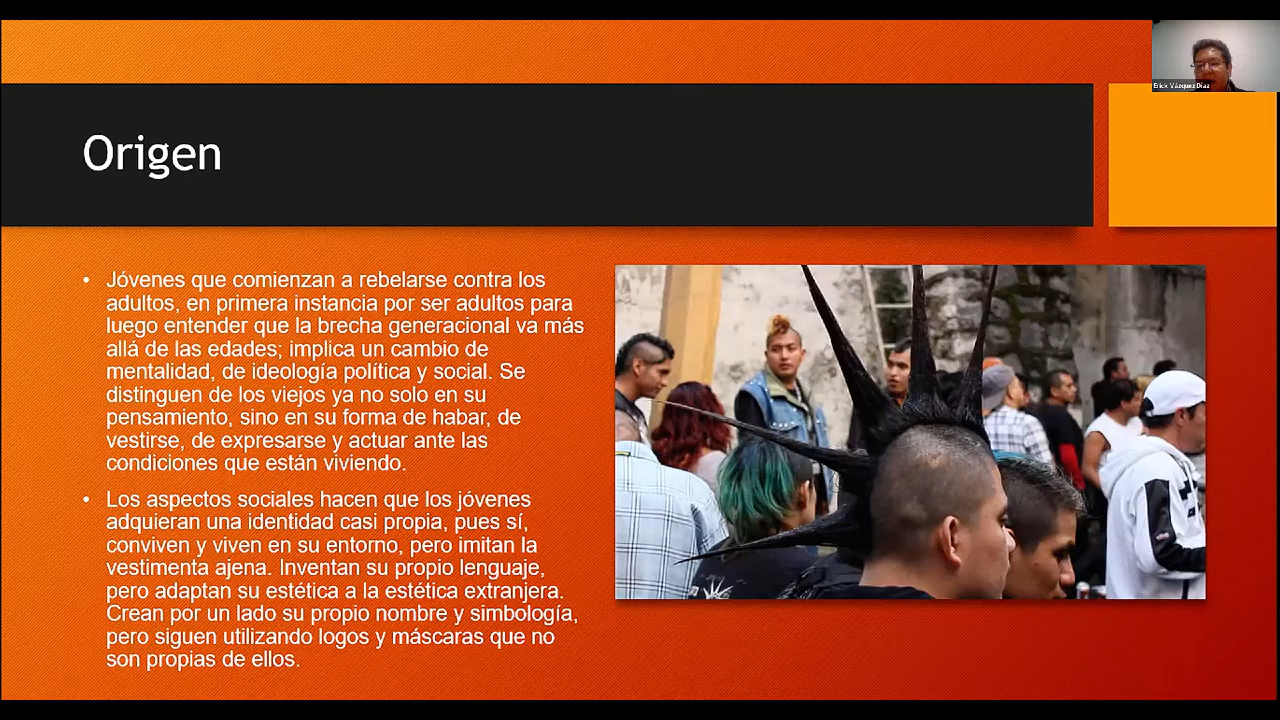 Erick Vázquez Díaz
Origen
• Jóvenes que comienzan a rebelarse contra los
adultos, en primera instancia por ser adultos para
luego entender que la brecha generacional va más
allá de las edades; implica un cambio de
mentalidad, de ideología política y social. Se
distinguen de los viejos ya no solo en su
pensamiento, sino en su forma de habar, de
vestirse, de expresarse y actuar ante las
condiciones que están viviendo.
• Los aspectos sociales hacen que los jóvenes
adquieran una identidad casi propia, pues sí,
conviven y viven en su entorno, pero imitan la
vestimenta ajena. Inventan su propio lenguaje,
pero adaptan su estética a la estética extranjera.
Crean por un lado su propio nombre y simbología,
pero siguen utilizando logos y máscaras que no
son propias de ellos.